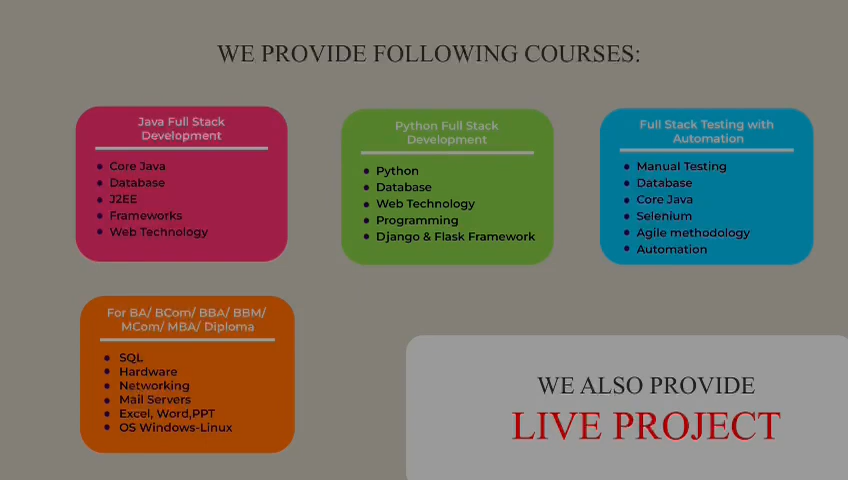 WE PROVIDE FOLLOWING COURSES:
Java Full Stack
Development
• Core Java
• Database
• J2EE
• Frameworks
• Web Technology
Python Full Stack
Development
• Python
• Database
• Web Technology
• Programming
• Django & Flask Framework
Full Stack Testing with
Automation
• Manual Testing
• Database
• Core Java
• Selenium
• Agile methodology
• Automation
For BA/ BCom/ BBA/ BBM/
MCom/ MBA/ Diploma
• SQL
• Hardware
• Networking
• Mail Servers
• Excel, Word,PPT
• OS Windows-Linux
WE ALSO PROVIDE
LIVE PROJECT